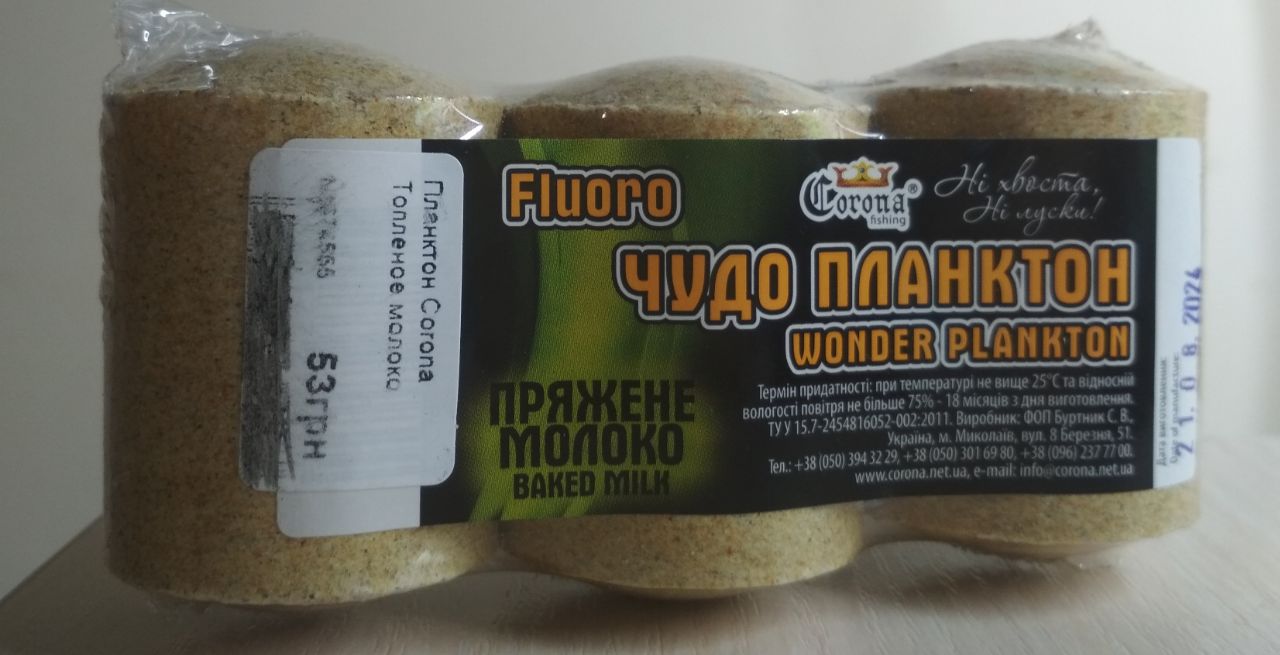 Планктон Corona
Топленое молоко
53грн
Fluoro
Corona®
fishing
Ні хвоста,
Ні луски!
ЧУДО ПЛАНКТОН
WONDER PLANKTON
ПРЯЖЕНЕ
МОЛОКО
BAKED MILK
Термін придатності: при температурі не вище 25°С та відносній
вологості повітря не більше 75% - 18 місяців з дня виготовлення.
ТУ У 15.7-2454816052-002:2011. Виробник: ФОП Буртник С. В.,
Україна, м. Миколаїв, вул. 8 Березня, 51.
Тел.: +38 (050) 394 32 29, +38 (050) 301 69 80, +38 (096) 237 77 00.
www.corona.net.ua, e-mail: info@corona.net.ua
Дата виготовлення:
Date of manufacture:
21.08.2024